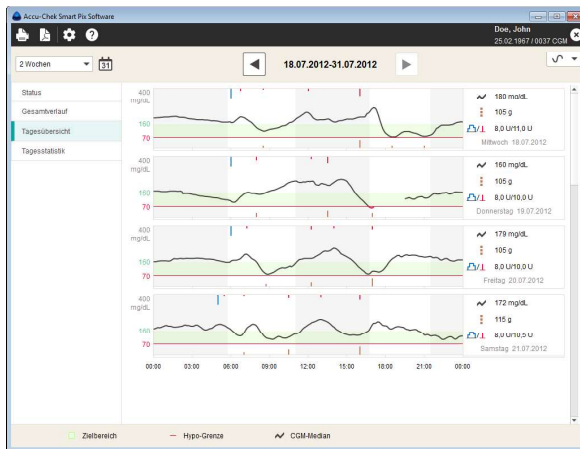 Accu-Chek Smart Pix Software
Doe, John
25.02.1967 / 0037 CGM
2 Wochen
31
18.07.2012-31.07.2012
Status
Gesamtverlauf
Tagesübersicht
Tagesstatistik
400
mg/dL
160
70
180 mg/dL
105 g
8,0 U/11,0 U
Mittwoch 18.07.2012
400
mg/dL
160
70
160 mg/dL
105 g
8,0 U/10,0 U
Donnerstag 19.07.2012
400
mg/dL
160
70
179 mg/dL
105 g
8,0 U/10,0 U
Freitag 20.07.2012
400
mg/dL
160
70
172 mg/dL
115 g
8,0 U/10,5 U
Samstag 21.07.2012
00:00 03:00 06:00 09:00 12:00 15:00 18:00 21:00 00:00
Zielbereich Hypo-Grenze CGM-Median